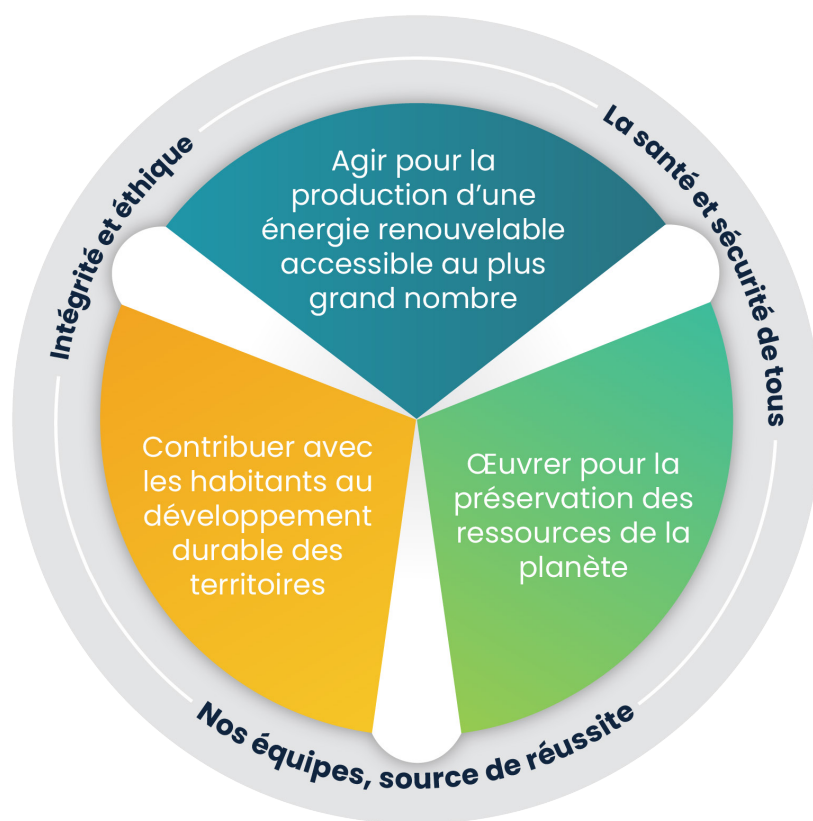 Intégrité et éthique
La santé et sécurité de tous
Agir pour la
production d’une
énergie renouvelable
accessible au plus
grand nombre
Contribuer avec
les habitants au
développement
durable des
territoires
Œuvrer pour la
préservation des
ressources de la
planète
Nos équipes, source de réussite